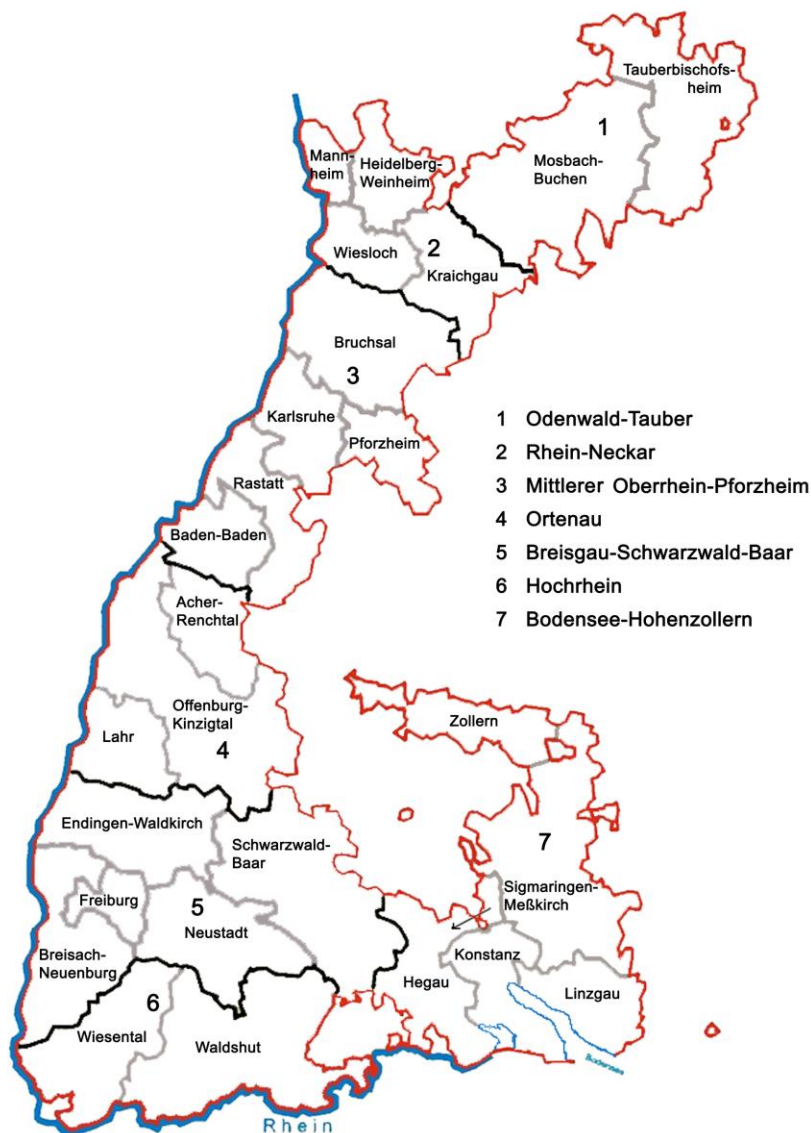 Tauberbischofs-
heim
1
Mosbach-
Buchen
Mann-
heim
Heidelberg-
Weinheim
Wiesloch
2
Kraichgau
Bruchsal
3
Karlsruhe
Pforzheim
Rastatt
Baden-Baden
Acher-
Renchtal
Offenburg-
Kinzigtal
Lahr
4
1 Odenwald-Tauber
2 Rhein-Neckar
3 Mittlerer Oberrhein-Pforzheim
4 Ortenau
5 Breisgau-Schwarzwald-Baar
6 Hochrhein
7 Bodensee-Hohenzollern
Zollern
7
Endingen-Waldkirch
Schwarzwald-
Baar
Freiburg
5
Neustadt
Sigmaringen-
Meßkirch
Breisach-
Neuenburg
Konstanz
Hegau
Linzgau
6
Wiesental
Waldshut
Bodensee
Rhein